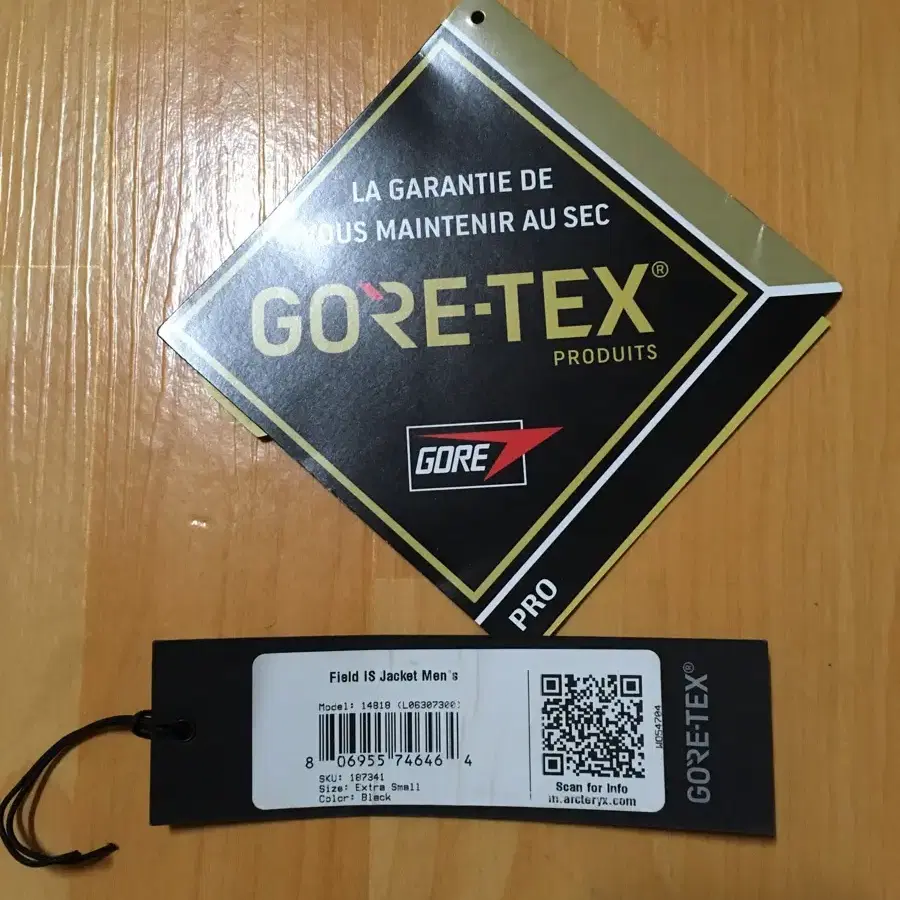 LA GARANTIE DE
VOUS MAINTENIR AU SEC
GORE-TEX®
PRODUITS
GORE
PRO
Field IS Jacket Men's
Model: 14818 (L06307300)
8 06955 74646 4
SKU: 187341
Size: Extra Small
Color: Black
Scan for Info
m.arcteryx.com
WO54704
GORE-TEX®